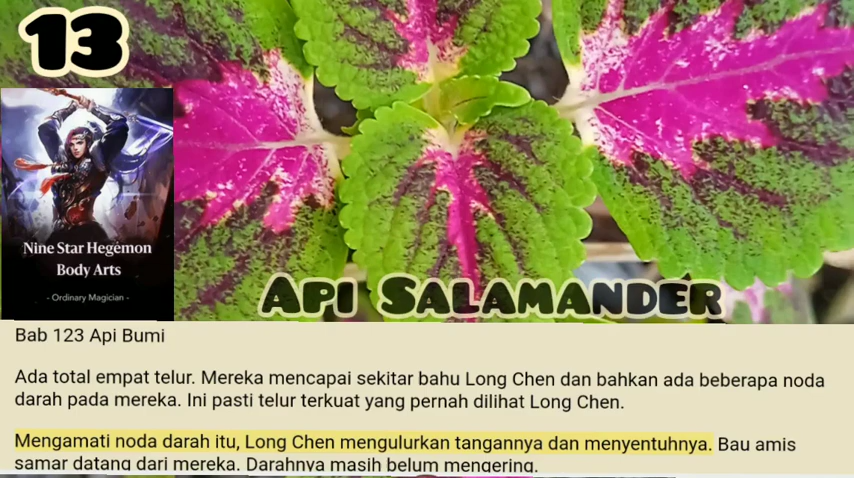 13
Nine Star Hegemon
Body Arts
- Ordinary Magician -
Api Salamander
Bab 123 Api Bumi
Ada total empat telur. Mereka mencapai sekitar bahu Long Chen dan bahkan ada beberapa noda
darah pada mereka. Ini pasti telur terkuat yang pernah dilihat Long Chen.
Mengamati noda darah itu, Long Chen mengulurkan tangannya dan menyentuhnya. Bau amis
samar datang dari mereka. Darahnya masih belum mengering.